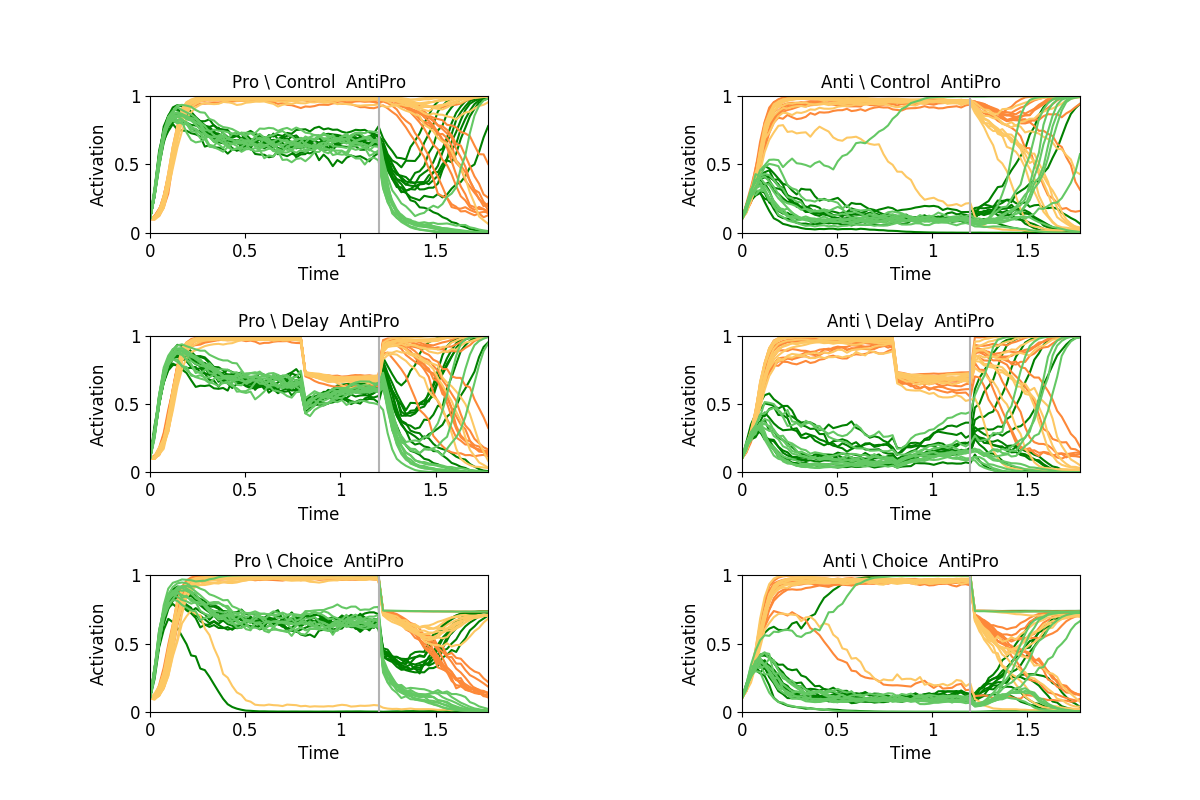 Pro \ Control  AntiPro
Anti \ Control  AntiPro
1
0.5
0
Activation
0
0.5
1
1.5
Time
1
0.5
0
Activation
0
0.5
1
1.5
Time
Pro \ Delay  AntiPro
Anti \ Delay  AntiPro
1
0.5
0
Activation
0
0.5
1
1.5
Time
1
0.5
0
Activation
0
0.5
1
1.5
Time
Pro \ Choice  AntiPro
Anti \ Choice  AntiPro
1
0.5
0
Activation
0
0.5
1
1.5
Time
1
0.5
0
Activation
0
0.5
1
1.5
Time